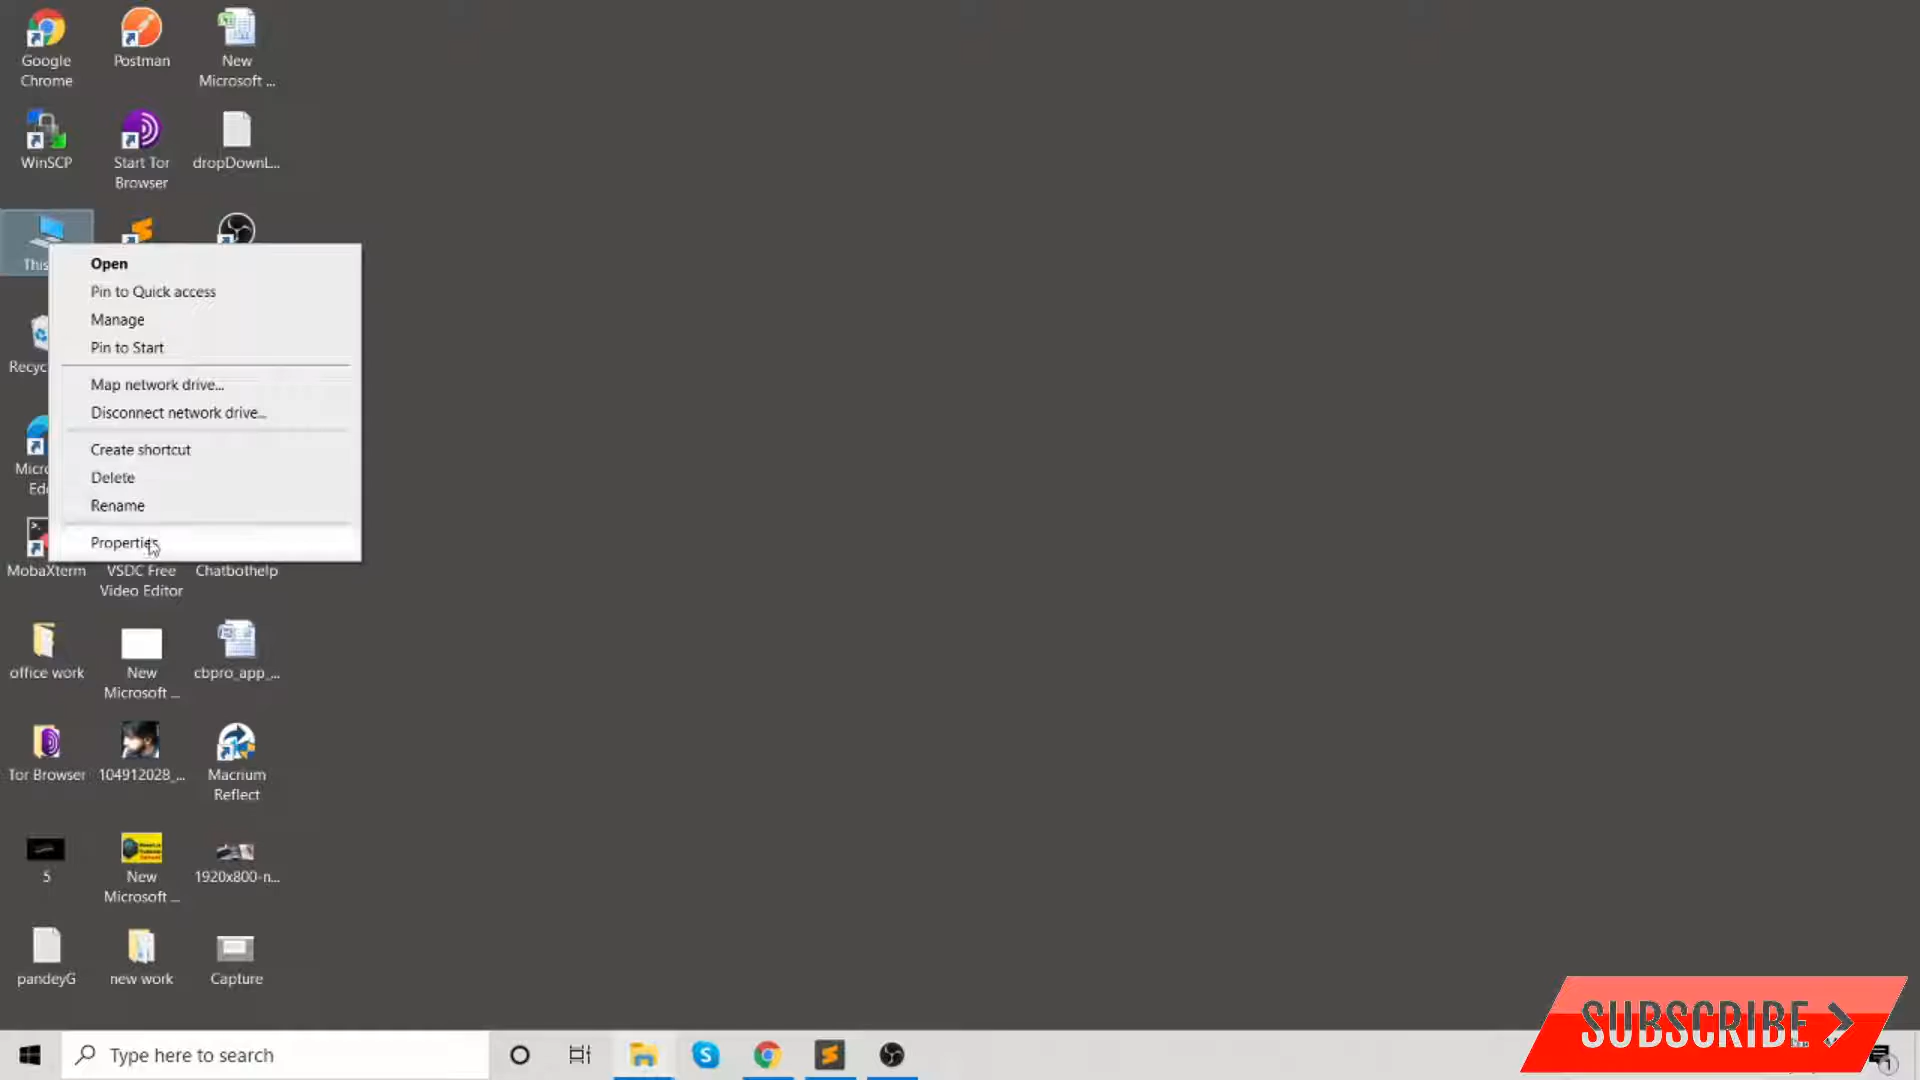 Google
Chrome
Postman
New
Microsoft ...
WinSCP
Start Tor
Browser
dropDownL...
This
Open
Pin to Quick access
Manage
Pin to Start
Map network drive...
Disconnect network drive...
Create shortcut
Delete
Rename
Properties
Recyc
Micro
Ed
MobaXterm
VSDC Free
Video Editor
Chatbothelp
office work
New
Microsoft ...
cbpro_app_...
Tor Browser
104912028_...
Macrium
Reflect
5
New
Microsoft ...
1920x800-n...
pandeyG
new work
Capture
SUBSCRIBE
Type here to search
1